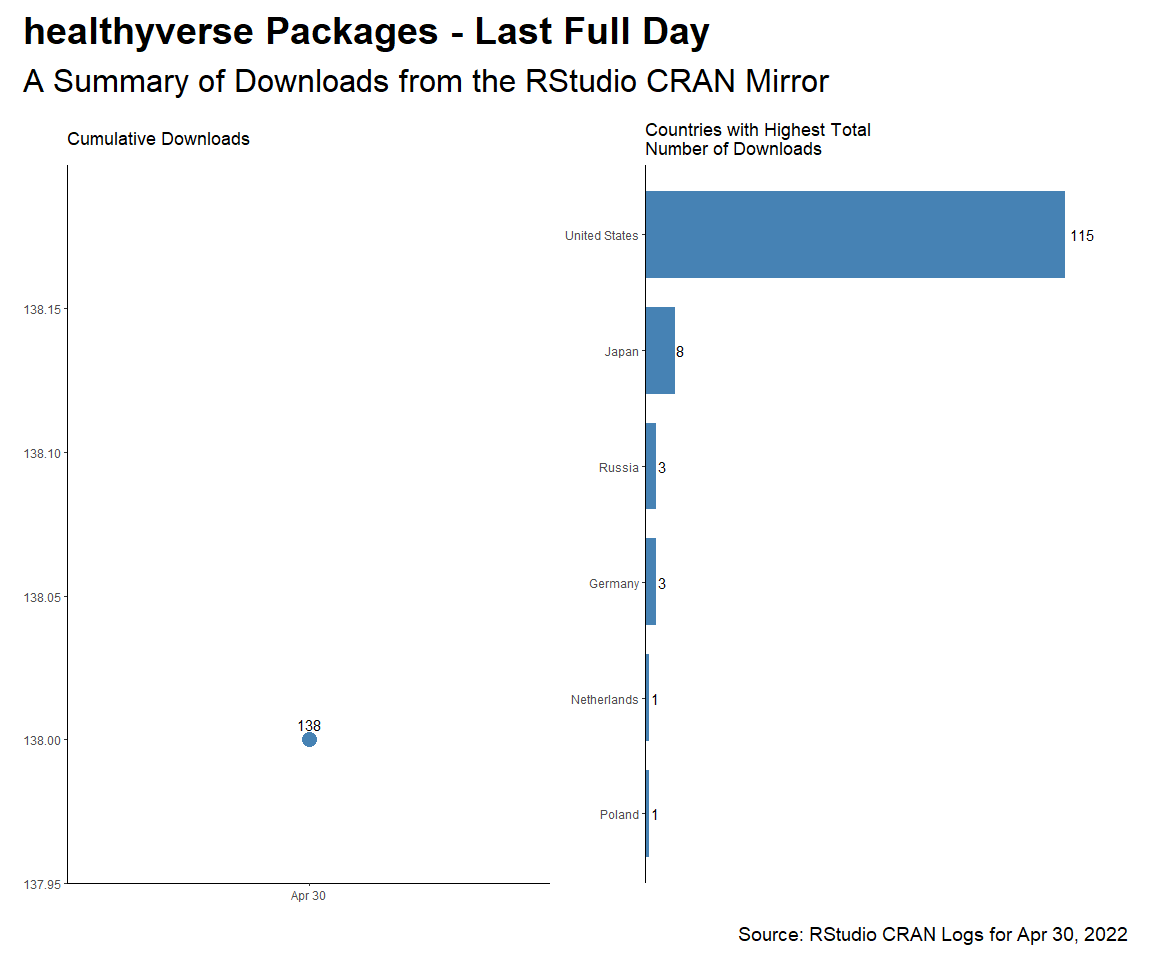 healthyverse Packages - Last Full Day
A Summary of Downloads from the RStudio CRAN Mirror
Cumulative Downloads
138.15
138.10
138.05
138.00
137.95
138
Apr 30
Countries with Highest Total
Number of Downloads
United States 115
Japan 8
Russia 3
Germany 3
Netherlands 1
Poland 1
Source: RStudio CRAN Logs for Apr 30, 2022